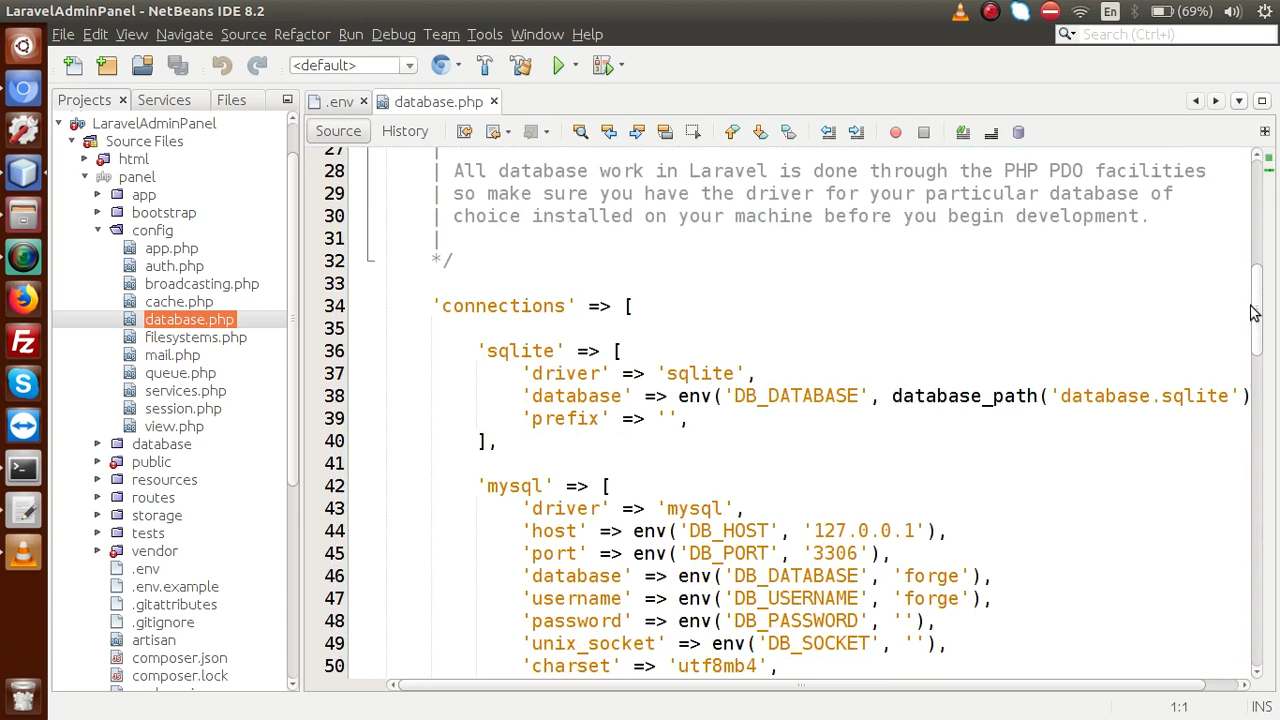 LaravelAdminPanel - NetBeans IDE 8.2
En
(69%)
File Edit View Navigate Source Refactor Run Debug Team Tools Window Help
Search (Ctrl+I)
<default>
Projects
Services
Files
.env
database.php
Source
History
LaravelAdminPanel
Source Files
html
panel
app
bootstrap
config
app.php
auth.php
broadcasting.php
cache.php
database.php
filesystems.php
mail.php
queue.php
services.php
session.php
view.php
database
public
resources
routes
storage
tests
vendor
.env
.env.example
.gitattributes
.gitignore
artisan
composer.json
composer.lock
27 |
28 | All database work in Laravel is done through the PHP PDO facilities
29 | so make sure you have the driver for your particular database of
30 | choice installed on your machine before you begin development.
31 |
32 */
33
34 'connections' => [
35
36 'sqlite' => [
37 'driver' => 'sqlite',
38 'database' => env('DB_DATABASE', database_path('database.sqlite')
39 'prefix' => '',
40 ],
41
42 'mysql' => [
43 'driver' => 'mysql',
44 'host' => env('DB_HOST', '127.0.0.1'),
45 'port' => env('DB_PORT', '3306'),
46 'database' => env('DB_DATABASE', 'forge'),
47 'username' => env('DB_USERNAME', 'forge'),
48 'password' => env('DB_PASSWORD', ''),
49 'unix_socket' => env('DB_SOCKET', ''),
50 'charset' => 'utf8mb4',
1:1
INS